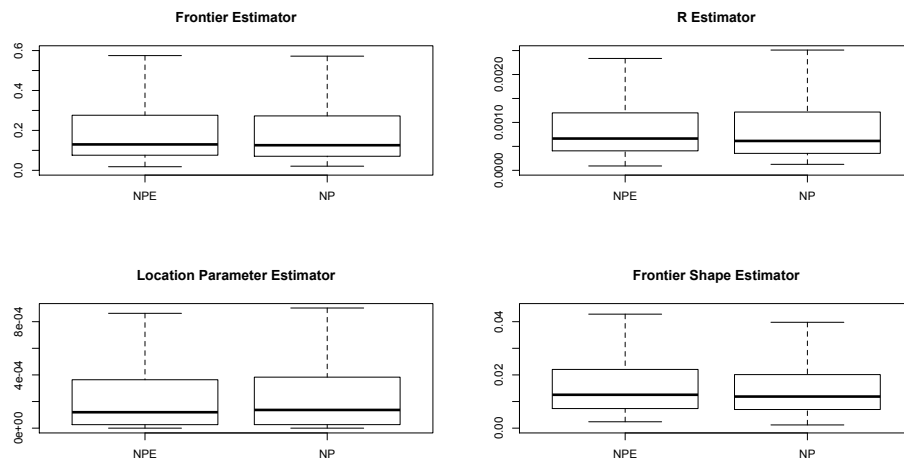 Frontier Estimator
0.6
0.4
0.2
0.0
NPE NP
R Estimator
0.0020
0.0010
0.0000
NPE NP
Location Parameter Estimator
8e-04
4e-04
0e+00
NPE NP
Frontier Shape Estimator
0.04
0.02
0.00
NPE NP